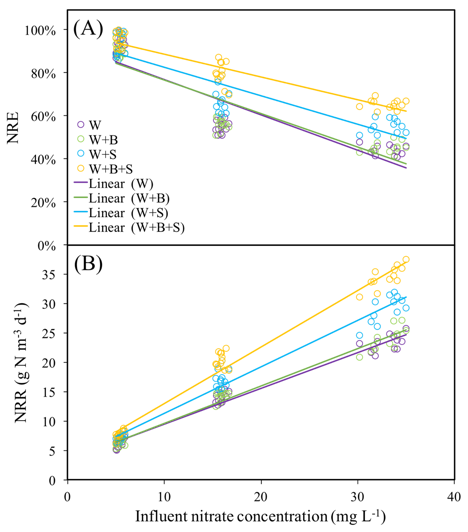 (A)
100%
80%
60%
40%
20%
0%
NRE
W
W+B
W+S
W+B+S
Linear (W)
Linear (W+B)
Linear (W+S)
Linear (W+B+S)
(B)
35
30
25
20
15
10
5
0
NRR (g N m-3 d-1)
0 10 20 30 40
Influent nitrate concentration (mg L-1)